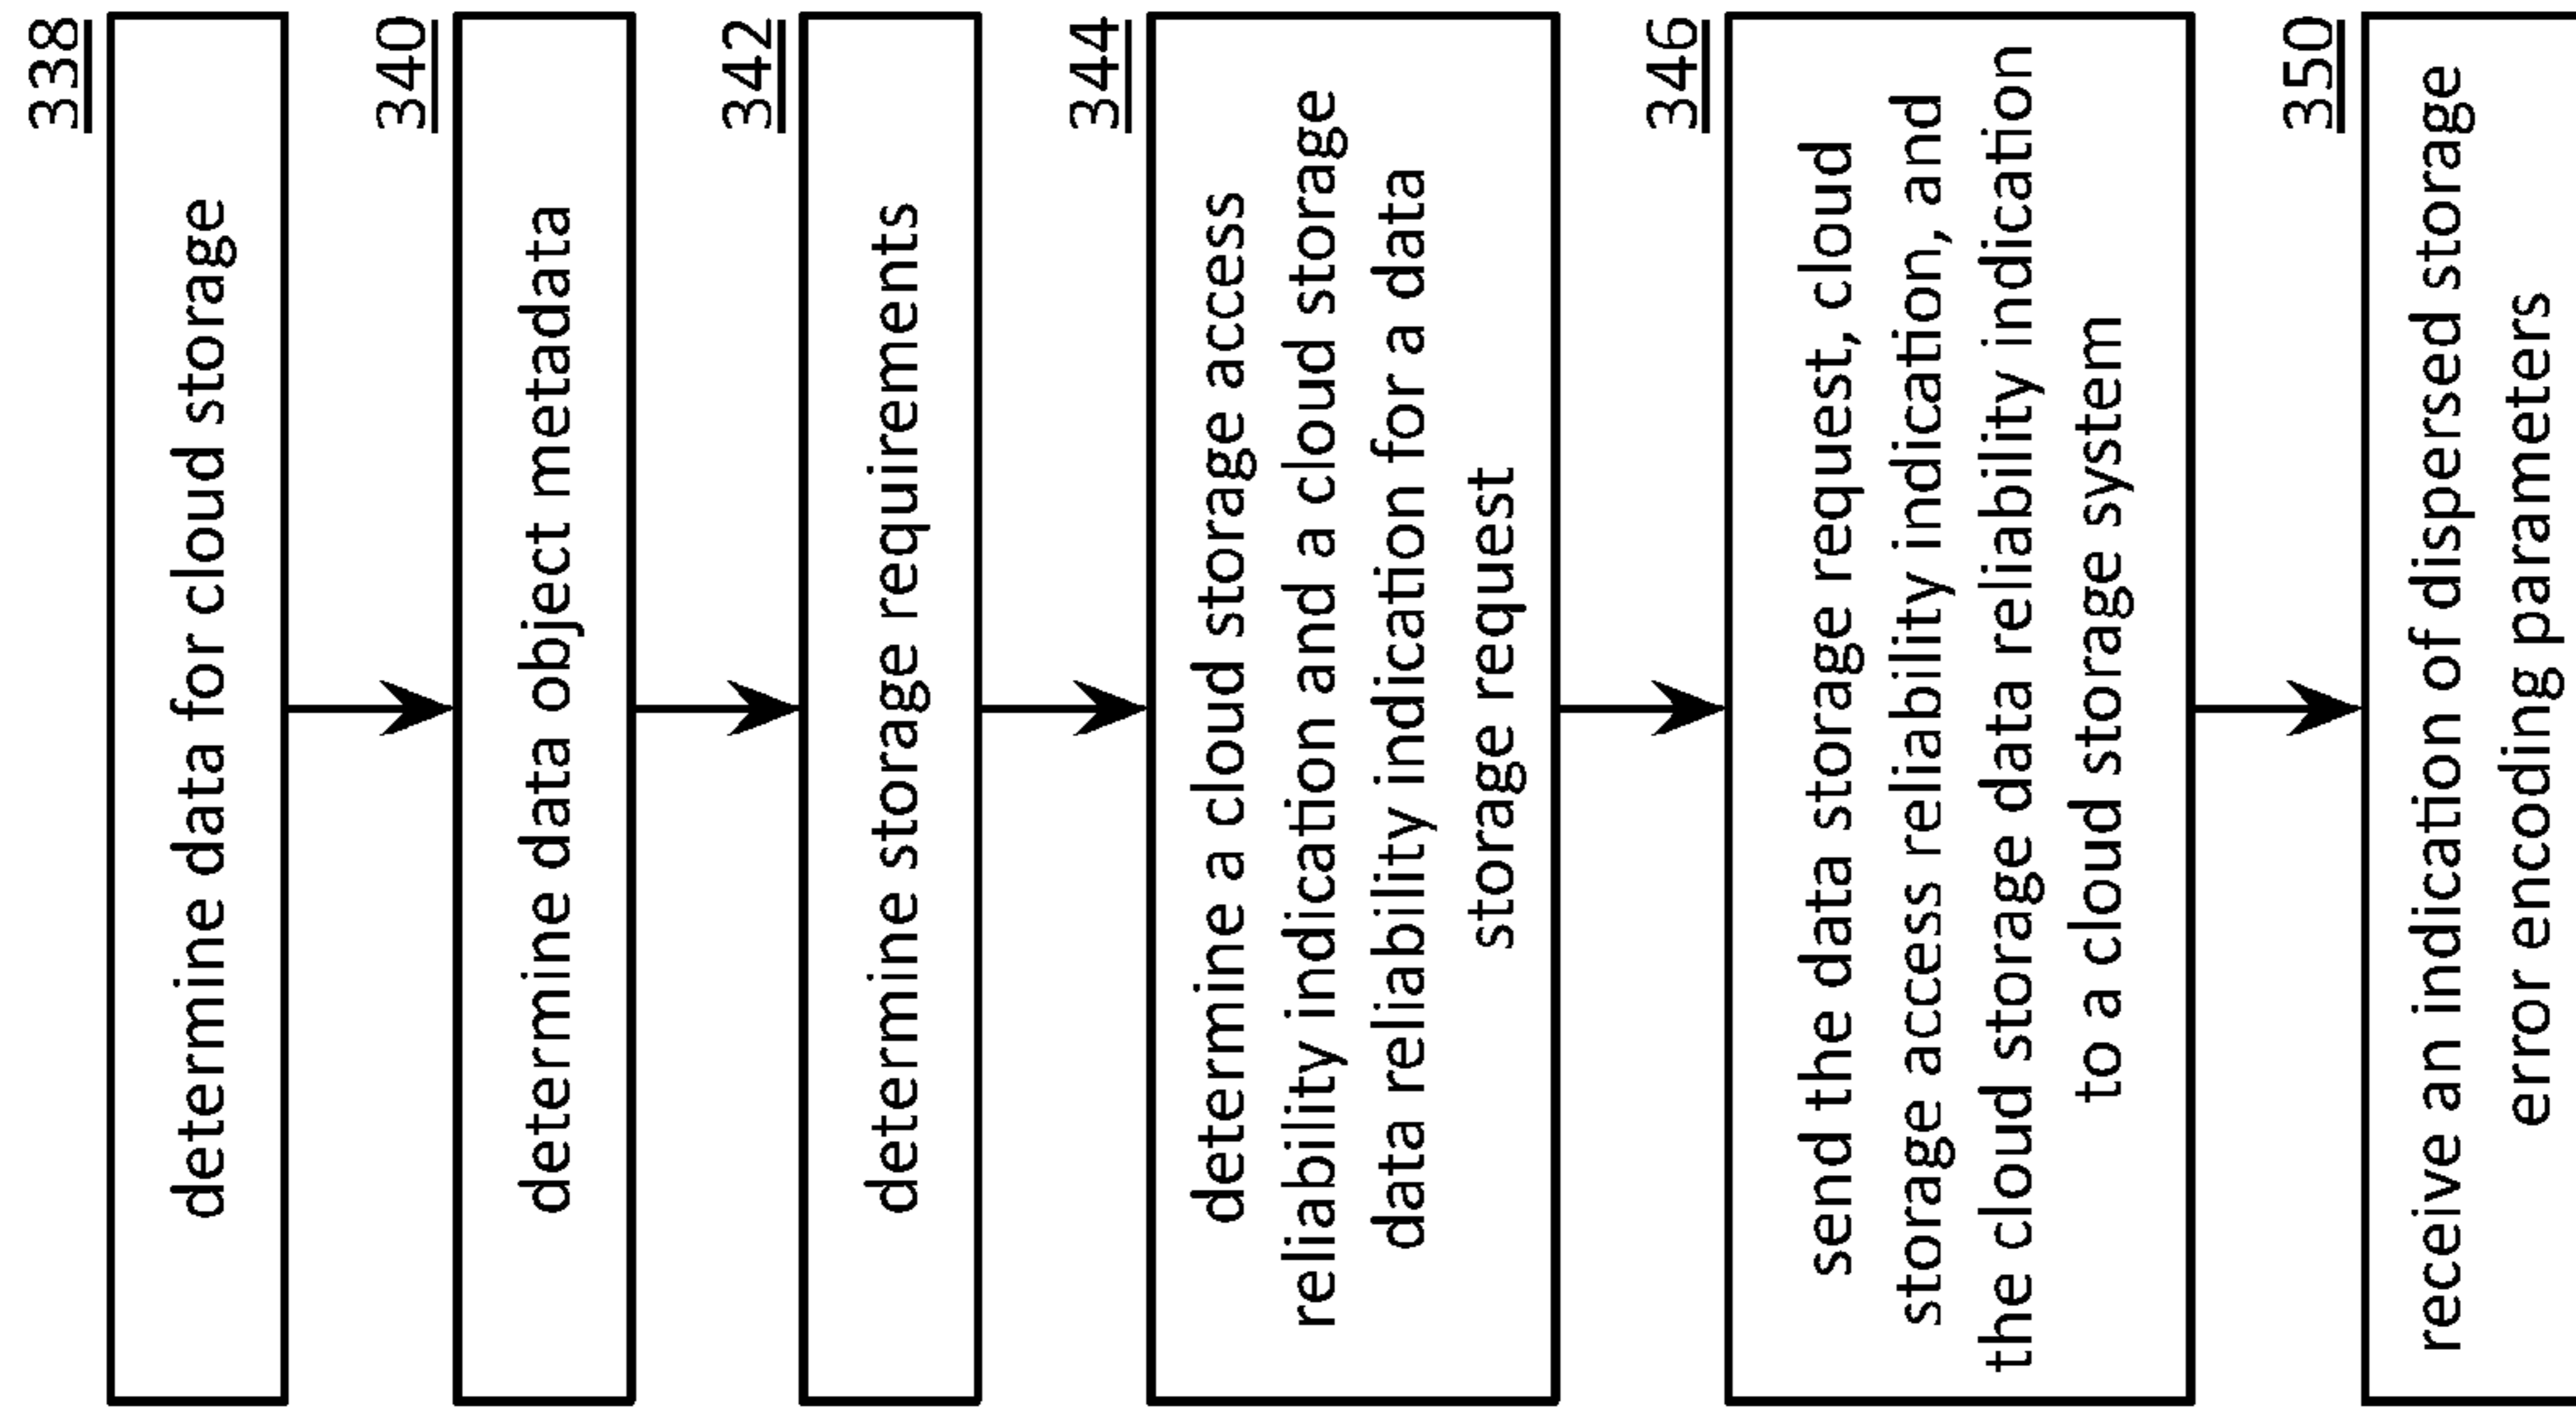 338
determine data for cloud storage
340
determine data object metadata
342
determine storage requirements
344
determine a cloud storage access
reliability indication and a cloud storage
data reliability indication for a data
storage request
346
send the data storage request, cloud
storage access reliability indication, and
the cloud storage data reliability indication
to a cloud storage system
350
receive an indication of dispersed storage
error encoding parameters